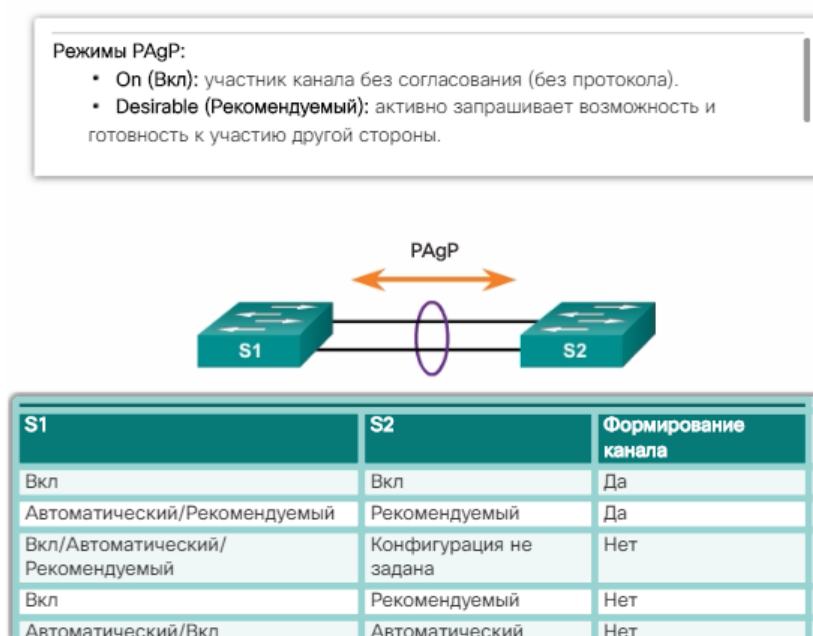 Режимы PAgP:
• On (Вкл): участник канала без согласования (без протокола).
• Desirable (Рекомендуемый): активно запрашивает возможность и
готовность к участию другой стороны.
PAgP
S1
S2
S1 S2 Формирование
канала
Вкл Вкл Да
Автоматический/Рекомендуемый Рекомендуемый Да
Вкл/Автоматический/ Конфигурация не Нет
Рекомендуемый задана
Вкл Рекомендуемый Нет
Автоматический/Вкл Автоматический Нет